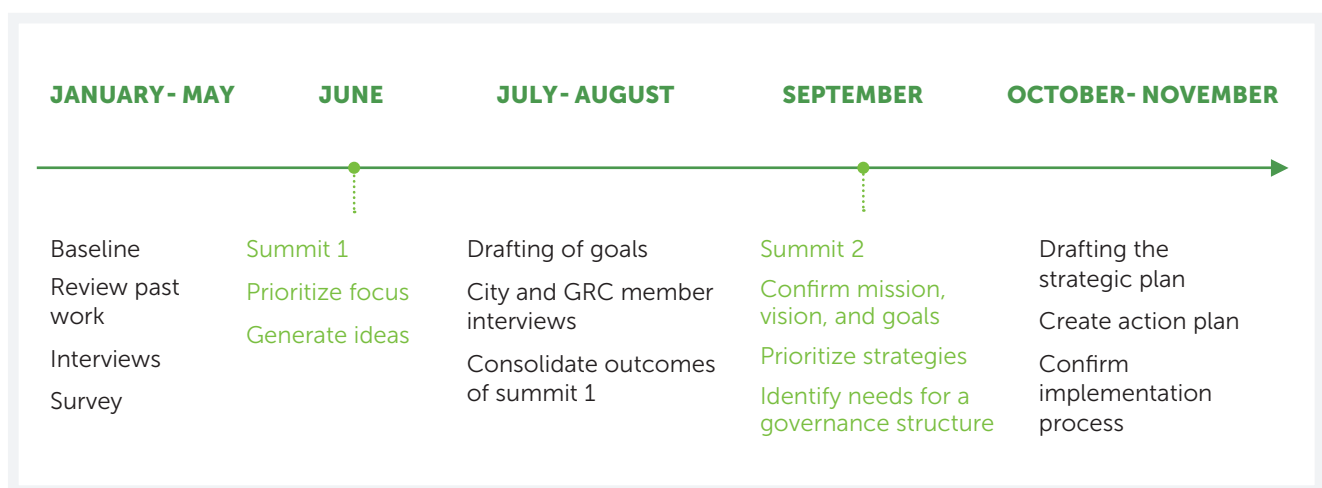 JANUARY- MAY
JUNE
JULY- AUGUST
SEPTEMBER
OCTOBER- NOVEMBER
Baseline
Review past
work
Interviews
Survey
Summit 1
Prioritize focus
Generate ideas
Drafting of goals
City and GRC member
interviews
Consolidate outcomes
of summit 1
Summit 2
Confirm mission,
vision, and goals
Prioritize strategies
Identify needs for a
governance structure
Drafting the
strategic plan
Create action plan
Confirm
implementation
process